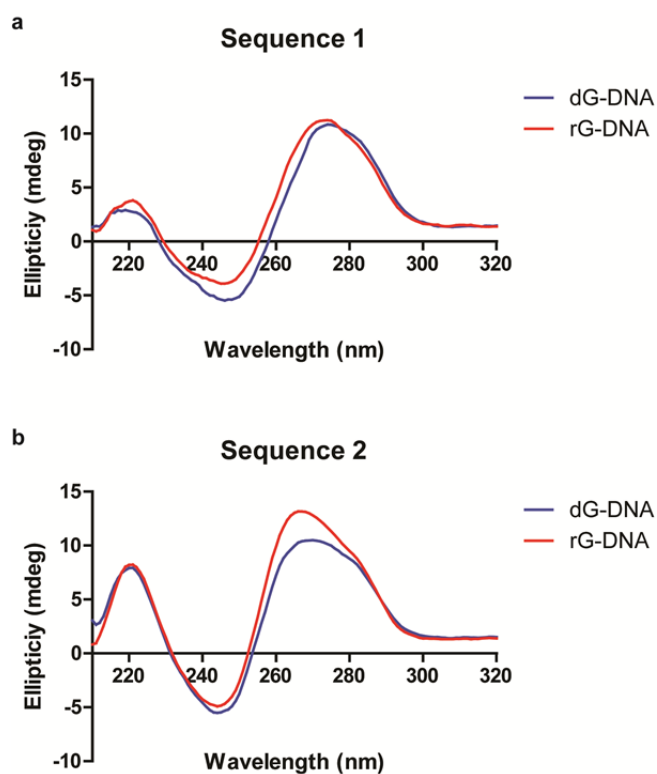 a
Sequence 1
15
10
5
0
-5
-10
220 240 260 280 300 320
Ellipticiy (mdeg)
Wavelength (nm)
dG-DNA
rG-DNA
b
Sequence 2
15
10
5
0
-5
-10
220 240 260 280 300 320
Ellipticiy (mdeg)
Wavelength (nm)
dG-DNA
rG-DNA